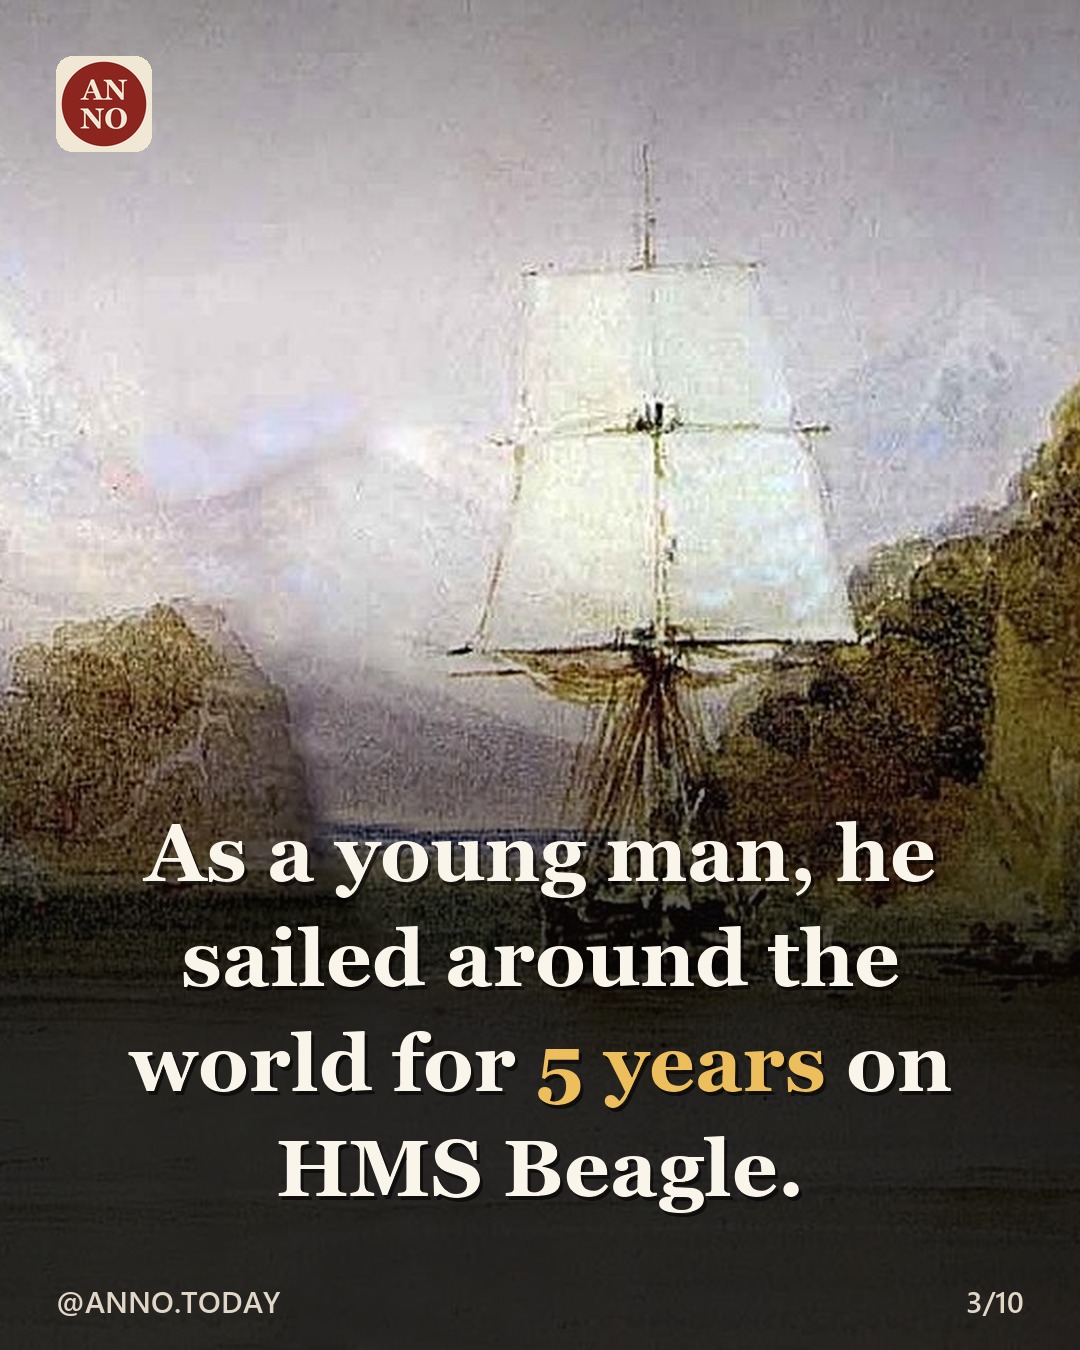 AN
NO
As a young man, he
sailed around the
world for 5 years on
HMS Beagle.
@ANNO.TODAY
3/10